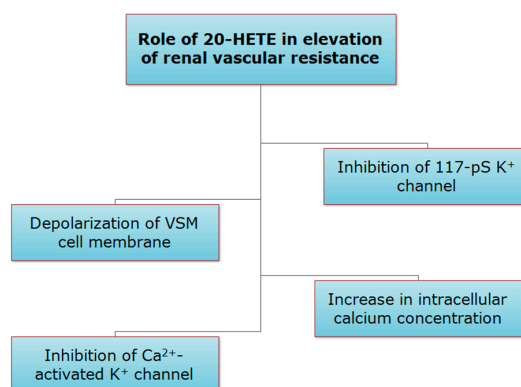 Role of 20-HETE in elevation
of renal vascular resistance
Inhibition of 117-pS K⁺
channel
Depolarization of VSM
cell membrane
Increase in intracellular
calcium concentration
Inhibition of Ca²⁺-
activated K⁺ channel